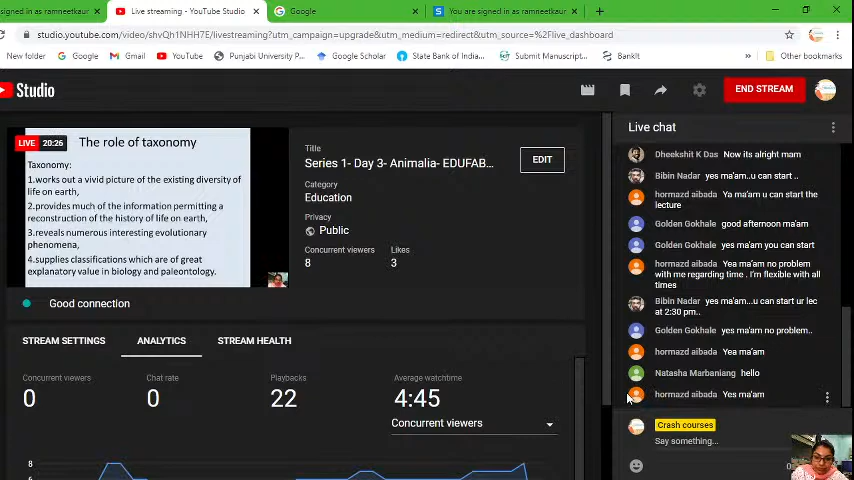 signed in as ramneetkaur
Live streaming - YouTube Studio
Google
You are signed in as ramneetkaur
studio.youtube.com/video/shvQh1NHH7E/livestreaming?utm_campaign=upgrade&utm_medium=redirect&utm_source=%2Flive_dashboard
New folder
Google
Gmail
YouTube
Punjabi University P...
Google Scholar
State Bank of India...
Submit Manuscript...
BankIt
»
Other bookmarks
Studio
END STREAM
LIVE 20:26
The role of taxonomy
Taxonomy:
1.works out a vivid picture of the existing diversity of
life on earth,
2.provides much of the information permitting a
reconstruction of the history of life on earth,
3.reveals numerous interesting evolutionary
phenomena,
4.supplies classifications which are of great
explanatory value in biology and paleontology.
Title
Series 1- Day 3- Animalia- EDUFAB...
EDIT
Category
Education
Privacy
Public
Concurrent viewers
Likes
8
3
Good connection
STREAM SETTINGS
ANALYTICS
STREAM HEALTH
Concurrent viewers
Chat rate
Playbacks
Average watchtime
0
0
22
4:45
Concurrent viewers
8
6
Live chat
Dheekshit K Das Now its alright mam
Bibin Nadar yes ma'am..u can start ..
hormazd aibada Ya ma'am u can start the
lecture
Golden Gokhale good afternoon ma'am
Golden Gokhale yes ma'am you can start
hormazd aibada Yea ma'am no problem
with me regarding time . I'm flexible with all
times
Bibin Nadar yes ma'am...u can start ur lec
at 2:30 pm..
Golden Gokhale yes ma'am no problem..
hormazd aibada Yea ma'am
Natasha Marbaniang hello
hormazd aibada Yes ma'am
Crash courses
Say something...